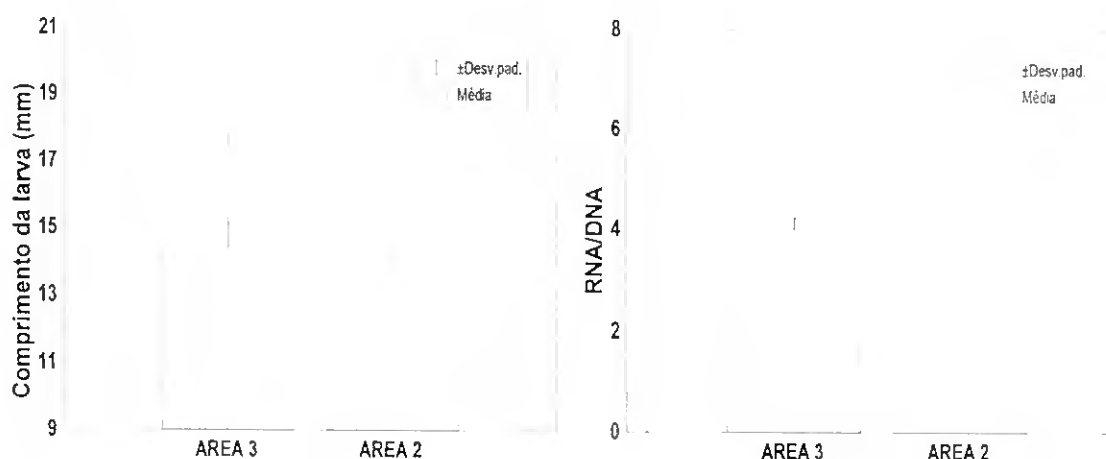 Comprimento da larva (mm)
21
19
17
15
13
11
9
±Desv.pad.
Média
AREA 3
AREA 2
RNA/DNA
8
6
4
2
0
±Desv.pad.
Média
AREA 3
AREA 2